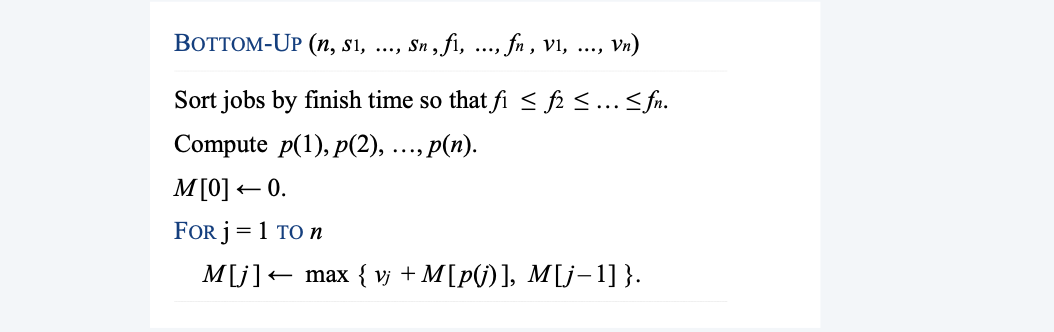 BOTTOM-UP (n, s1, ..., sn , f1, ..., fn , v1, ..., vn)
Sort jobs by finish time so that f1 ≤ f2 ≤ ... ≤ fn.
Compute p(1), p(2), ..., p(n).
M[0] ← 0.
FOR j = 1 TO n
M[j] ← max { vj + M[p(j)], M[j–1] }.